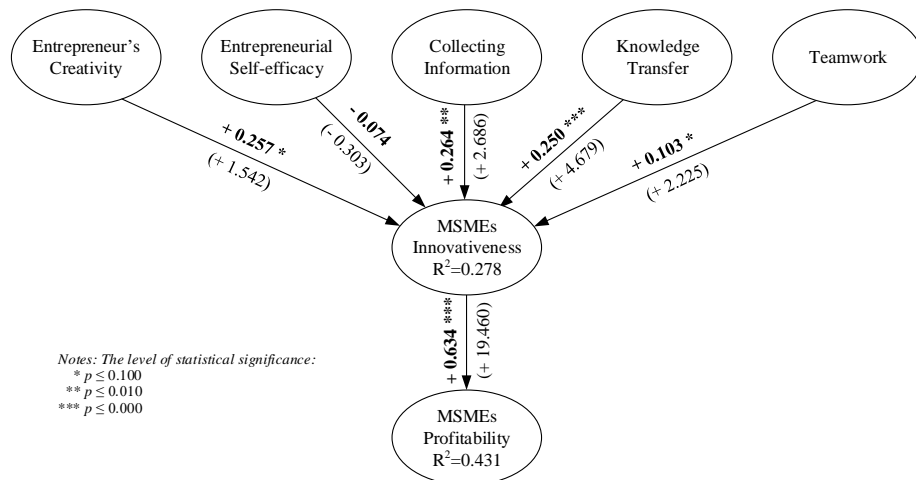 Entrepreneur's
Creativity
Entrepreneurial
Self-efficacy
Collecting
Information
Knowledge
Transfer
Teamwork
+ 0.257 *
(+ 1.542)
- 0.074
(- 0.303)
+ 0.264 **
(+ 2.686)
+ 0.250 ***
(+ 4.679)
+ 0.103 *
(+ 2.225)
MSMEs
Innovativeness
R²=0.278
+ 0.634 ***
(+ 19.460)
Notes: The level of statistical significance:
* p ≤ 0.100
** p ≤ 0.010
*** p ≤ 0.000
MSMEs
Profitability
R²=0.431